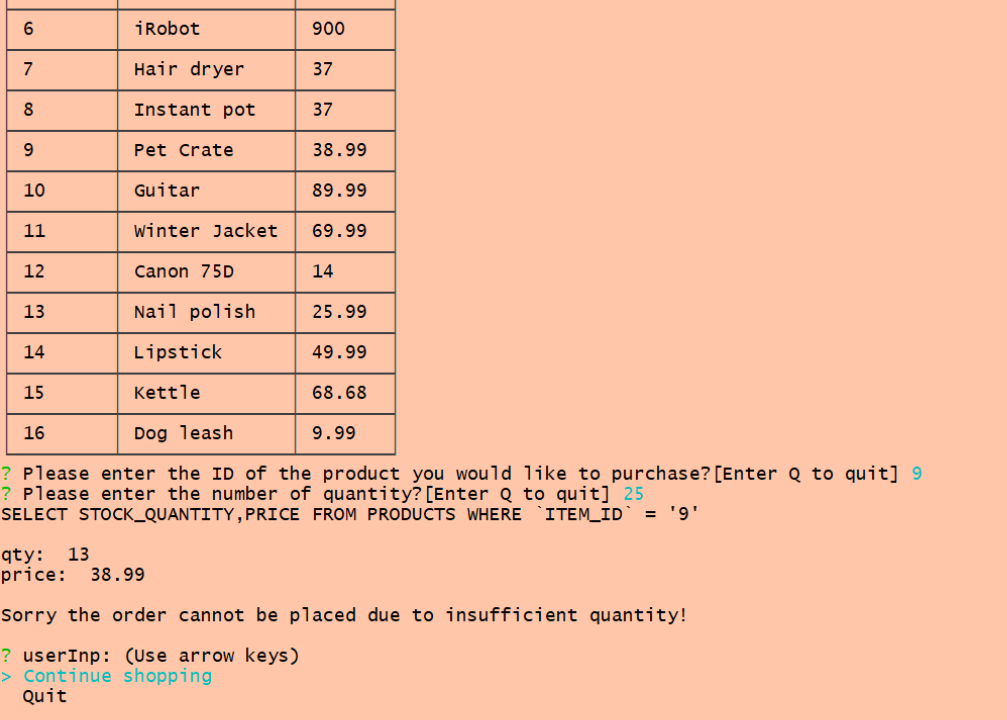 6 iRobot 900
7 Hair dryer 37
8 Instant pot 37
9 Pet Crate 38.99
10 Guitar 89.99
11 Winter Jacket 69.99
12 Canon 75D 14
13 Nail polish 25.99
14 Lipstick 49.99
15 Kettle 68.68
16 Dog leash 9.99
? Please enter the ID of the product you would like to purchase?[Enter Q to quit] 9
? Please enter the number of quantity?[Enter Q to quit] 25
SELECT STOCK_QUANTITY,PRICE FROM PRODUCTS WHERE `ITEM_ID` = '9'
qty: 13
price: 38.99
Sorry the order cannot be placed due to insufficient quantity!
? userInp: (Use arrow keys)
> Continue shopping
Quit